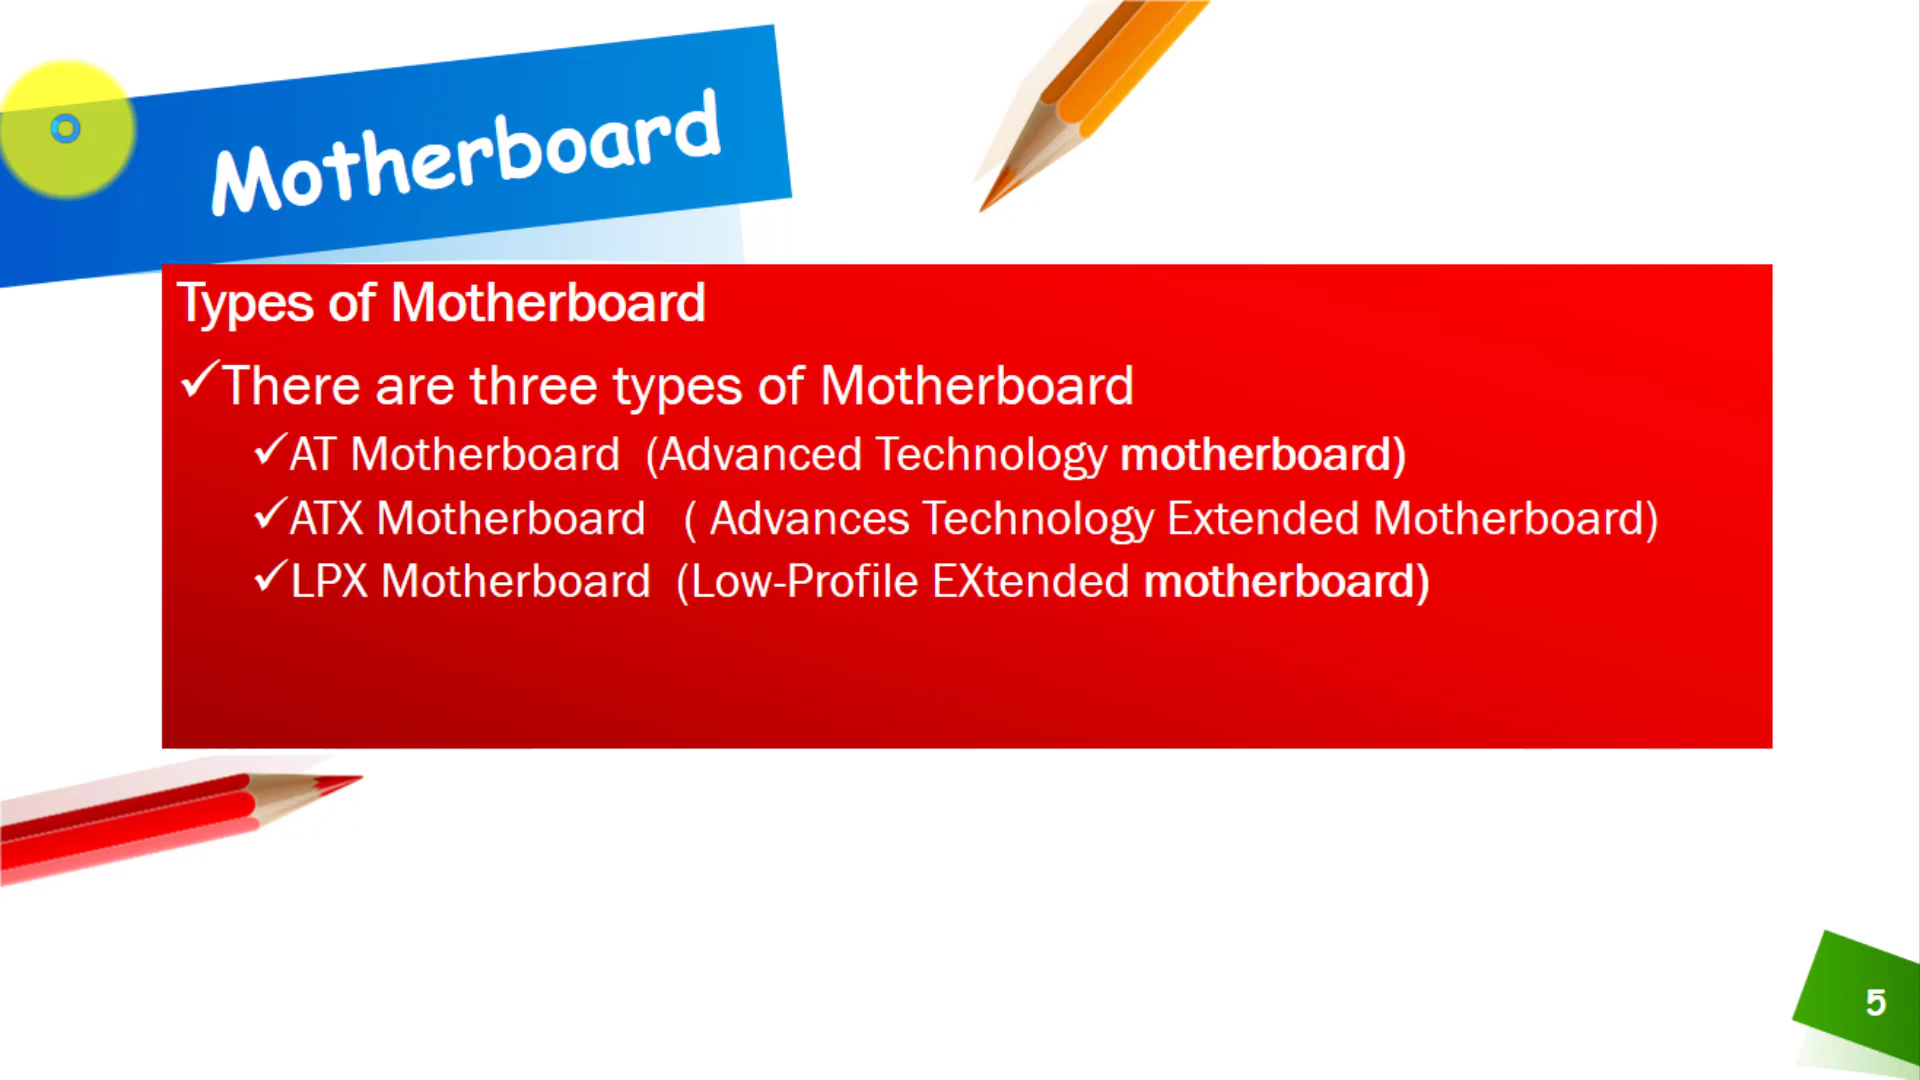 Motherboard
Types of Motherboard
✓There are three types of Motherboard
✓AT Motherboard (Advanced Technology motherboard)
✓ATX Motherboard ( Advances Technology Extended Motherboard)
✓LPX Motherboard (Low-Profile EXtended motherboard)
5